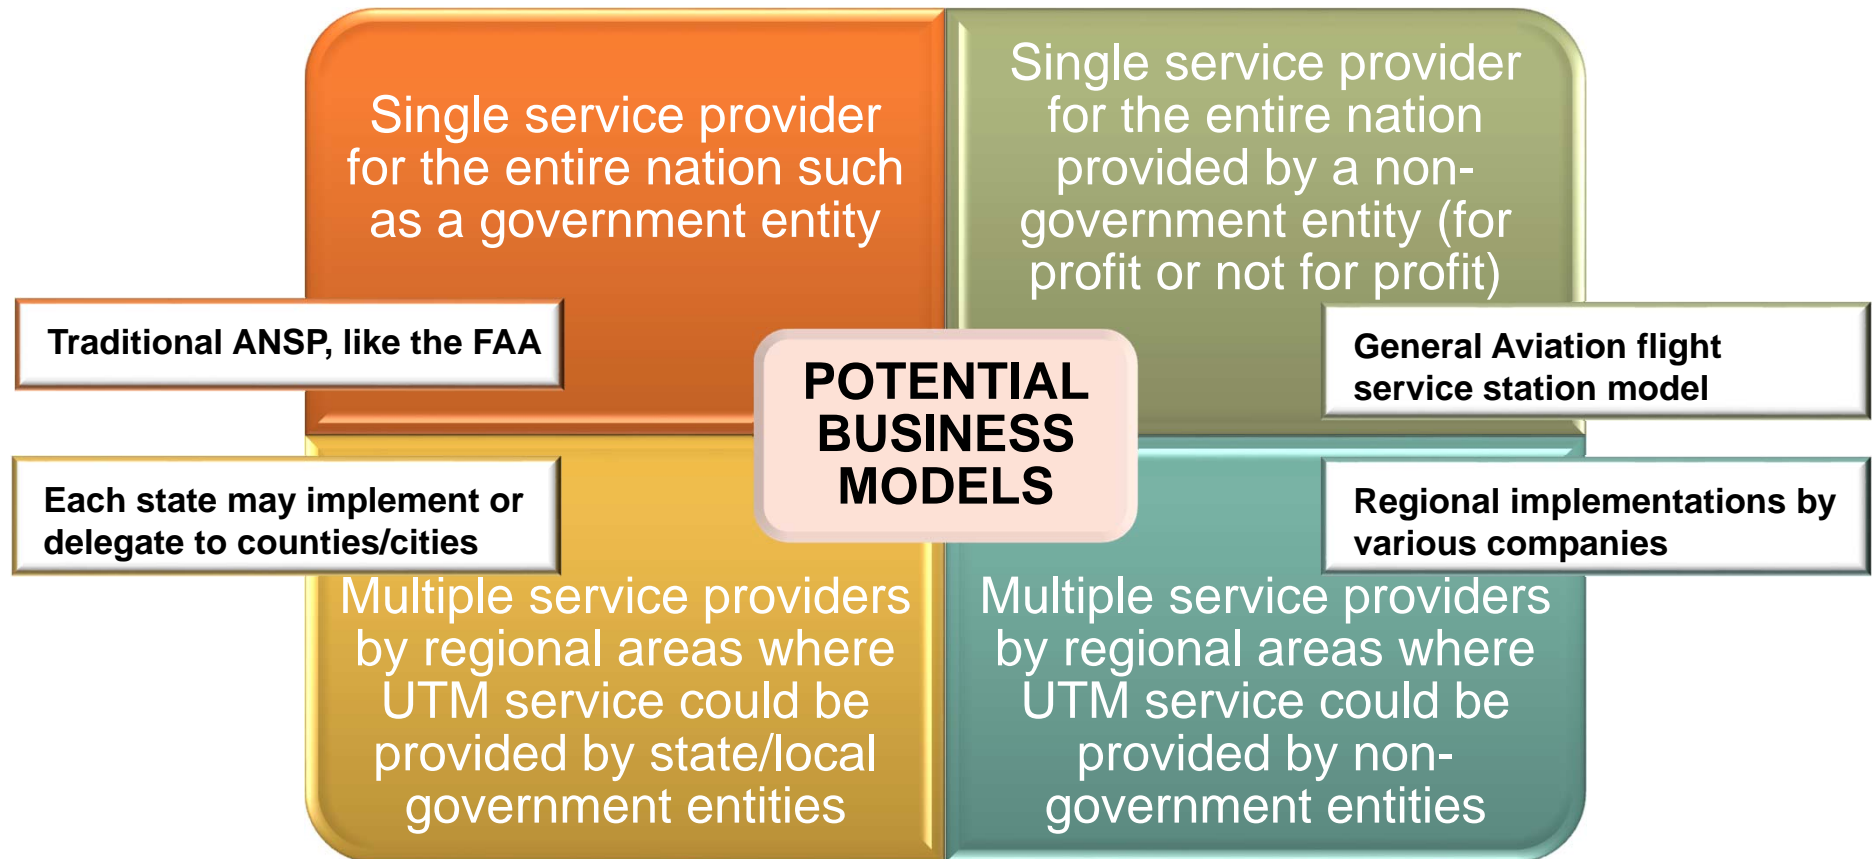 Single service provider
for the entire nation such
as a government entity
Single service provider
for the entire nation
provided by a non-
government entity (for
profit or not for profit)
Traditional ANSP, like the FAA
General Aviation flight
service station model
POTENTIAL
BUSINESS
MODELS
Each state may implement or
delegate to counties/cities
Regional implementations by
various companies
Multiple service providers
by regional areas where
UTM service could be
provided by state/local
government entities
Multiple service providers
by regional areas where
UTM service could be
provided by non-
government entities